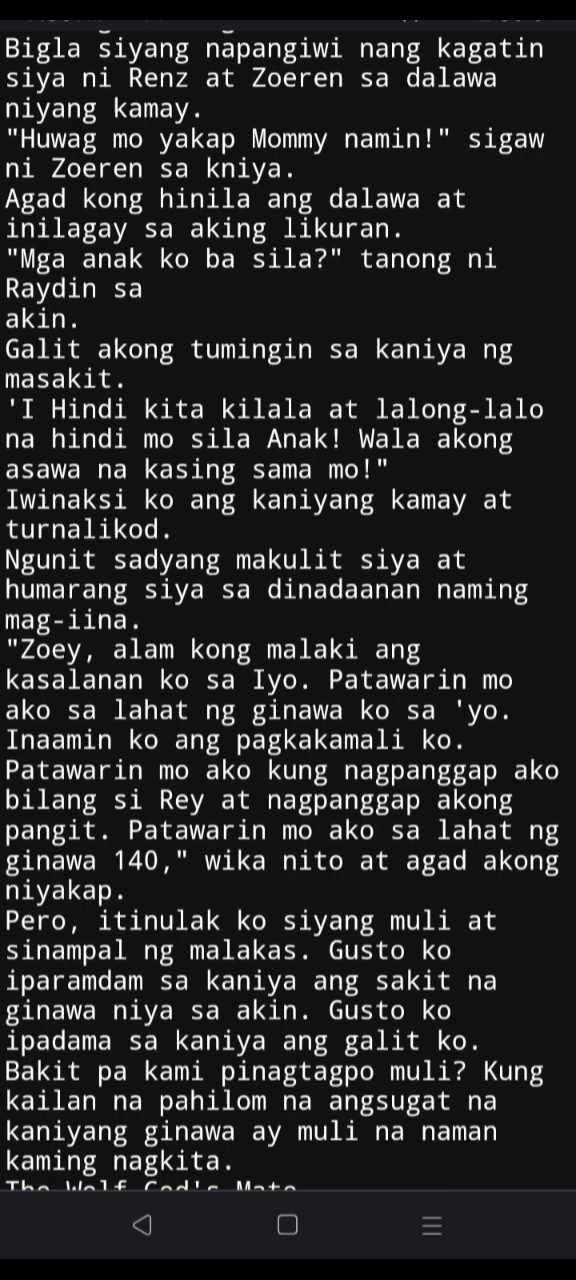 Bigla siyang napangiwi nang kagatin
siya ni Renz at Zoeren sa dalawa
niyang kamay.
"Huwag mo yakap Mommy namin!" sigaw
ni Zoeren sa kniya.
Agad kong hinila ang dalawa at
inilagay sa aking likuran.
"Mga anak ko ba sila?" tanong ni
Raydin sa
akin.
Galit akong tumingin sa kaniya ng
masakit.
'I Hindi kita kilala at lalong-lalo
na hindi mo sila Anak! Wala akong
asawa na kasing sama mo!"
Iwinaksi ko ang kaniyang kamay at
turnalikod.
Ngunit sadyang makulit siya at
humarang siya sa dinadaanan naming
mag-iina.
"Zoey, alam kong malaki ang
kasalanan ko sa Iyo. Patawarin mo
ako sa lahat ng ginawa ko sa 'yo.
Inaamin ko ang pagkakamali ko.
Patawarin mo ako kung nagpanggap ako
bilang si Rey at nagpanggap akong
pangit. Patawarin mo ako sa lahat ng
ginawa 140," wika nito at agad akong
niyakap.
Pero, itinulak ko siyang muli at
sinampal ng malakas. Gusto ko
iparamdam sa kaniya ang sakit na
ginawa niya sa akin. Gusto ko
ipadama sa kaniya ang galit ko.
Bakit pa kami pinagtagpo muli? Kung
kailan na pahilom na angsugat na
kaniyang ginawa ay muli na naman
kaming nagkita.
The Wolf God's Mate